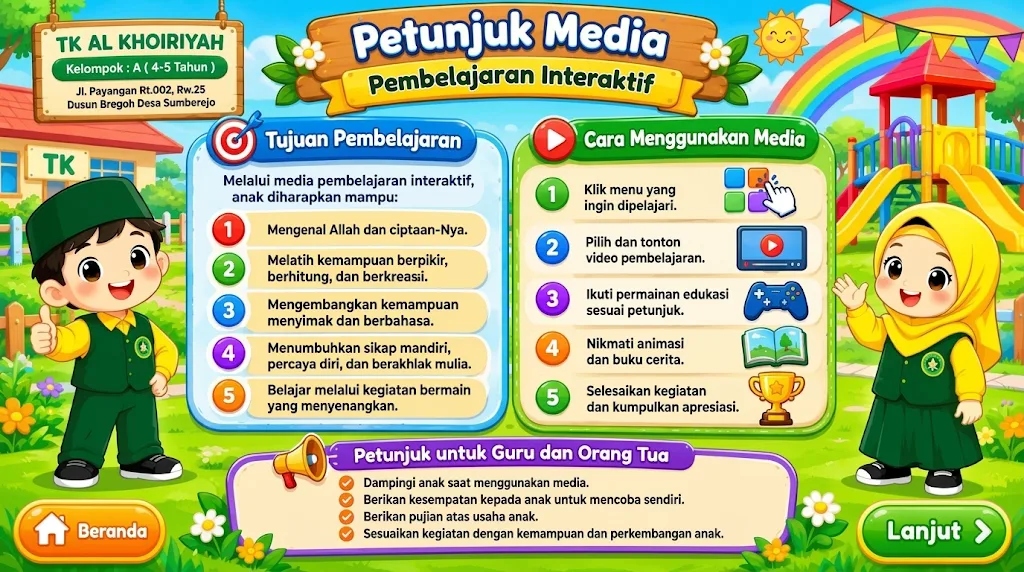 TK AL KHOIRIYAH
Kelompok : A ( 4-5 Tahun )
Jl. Payangan Rt.002, Rw.25
Dusun Bregoh Desa Sumberejo
Petunjuk Media
Pembelajaran Interaktif
TK
Tujuan Pembelajaran
Melalui media pembelajaran interaktif,
anak diharapkan mampu:
1 Mengenal Allah dan ciptaan-Nya.
2 Melatih kemampuan berpikir,
berhitung, dan berkreasi.
3 Mengembangkan kemampuan
menyimak dan berbahasa.
4 Menumbuhkan sikap mandiri,
percaya diri, dan berakhlak mulia.
5 Belajar melalui kegiatan bermain
yang menyenangkan.
Cara Menggunakan Media
1 Klik menu yang
ingin dipelajari.
2 Pilih dan tonton
video pembelajaran.
3 Ikuti permainan edukasi
sesuai petunjuk.
4 Nikmati animasi
dan buku cerita.
5 Selesaikan kegiatan
dan kumpulkan apresiasi.
Petunjuk untuk Guru dan Orang Tua
Dampingi anak saat menggunakan media.
Berikan kesempatan kepada anak untuk mencoba sendiri.
Berikan pujian atas usaha anak.
Sesuaikan kegiatan dengan kemampuan dan perkembangan anak.
Beranda
Lanjut